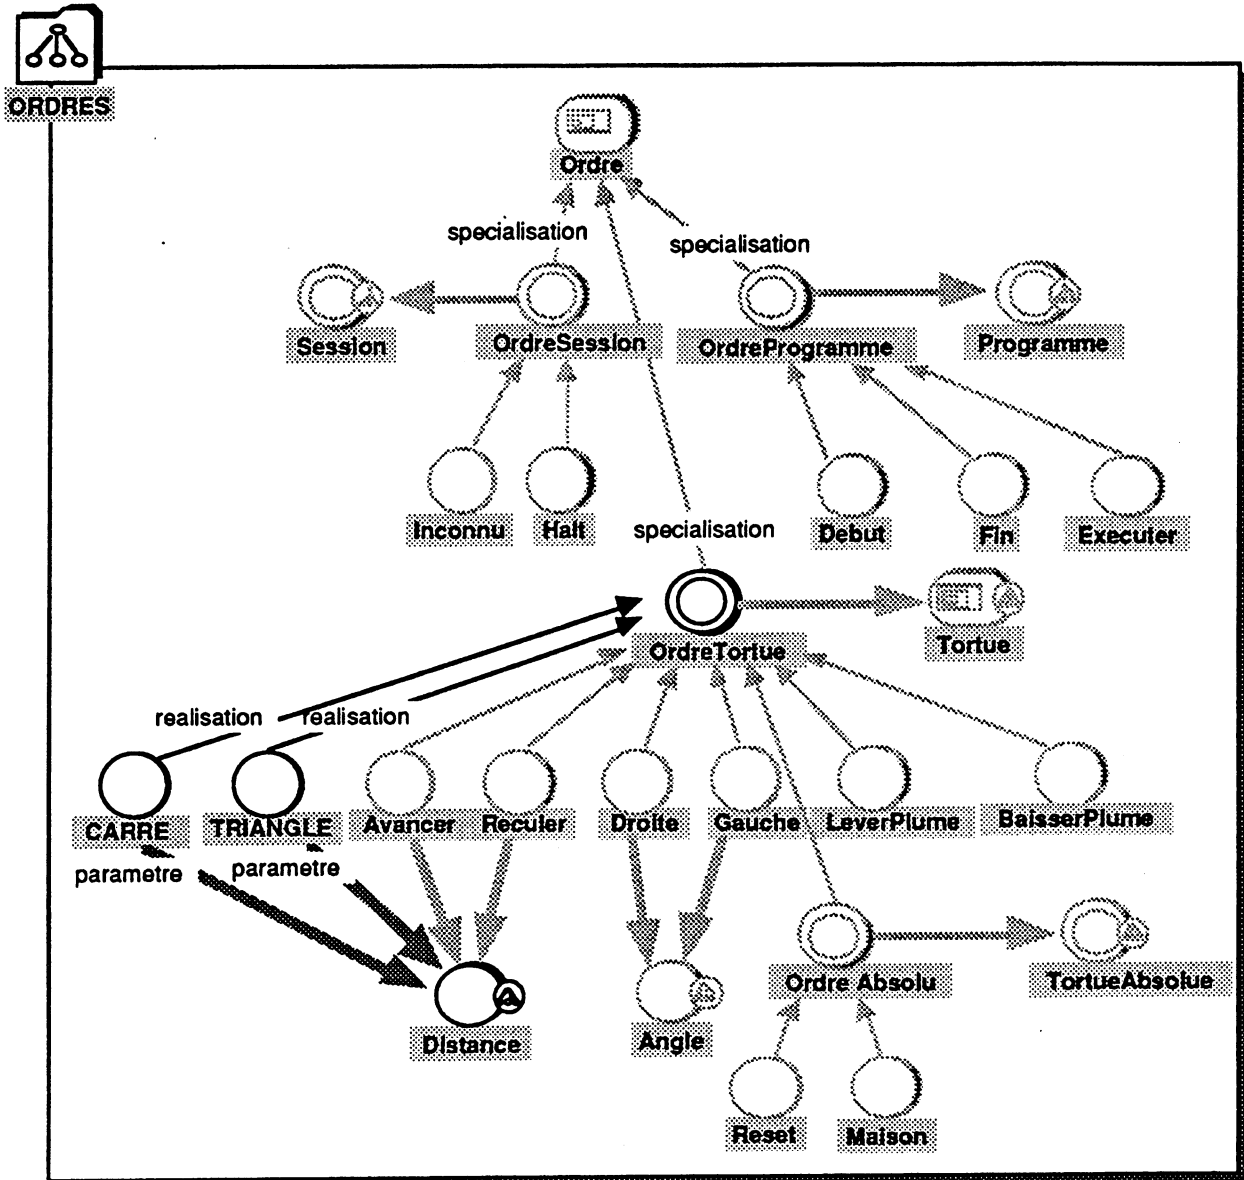 ORDRES
Ordre
specialisation
specialisation
Session
OrdreSession
OrdreProgramme
Programme
Inconnu
Halt
specialisation
Debut
Fin
Executer
OrdreTortue
Tortue
realisation
realisation
CARRE
TRIANGLE
Avancer
Reculer
Droite
Gauche
LeverPlume
BaisserPlume
parametre
parametre
Distance
Angle
Ordre Absolu
TortueAbsolue
Reset
Maison